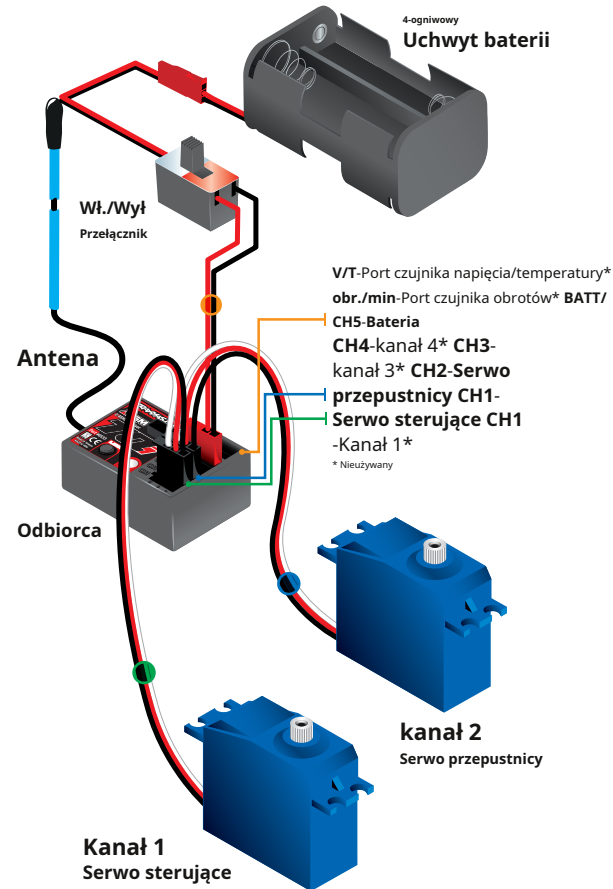 4-ogniwowy
Uchwyt baterii
Wł./Wył
Przełącznik
V/T-Port czujnika napięcia/temperatury*
obr./min-Port czujnika obrotów* BATT/
CH5-Bateria
CH4-kanał 4* CH3-
kanał 3* CH2-Serwo
przepustnicy CH1-
Serwo sterujące CH1
-Kanał 1*
* Nieużywany
Antena
Odbiorca
kanał 2
Serwo przepustnicy
Kanał 1
Serwo sterujące